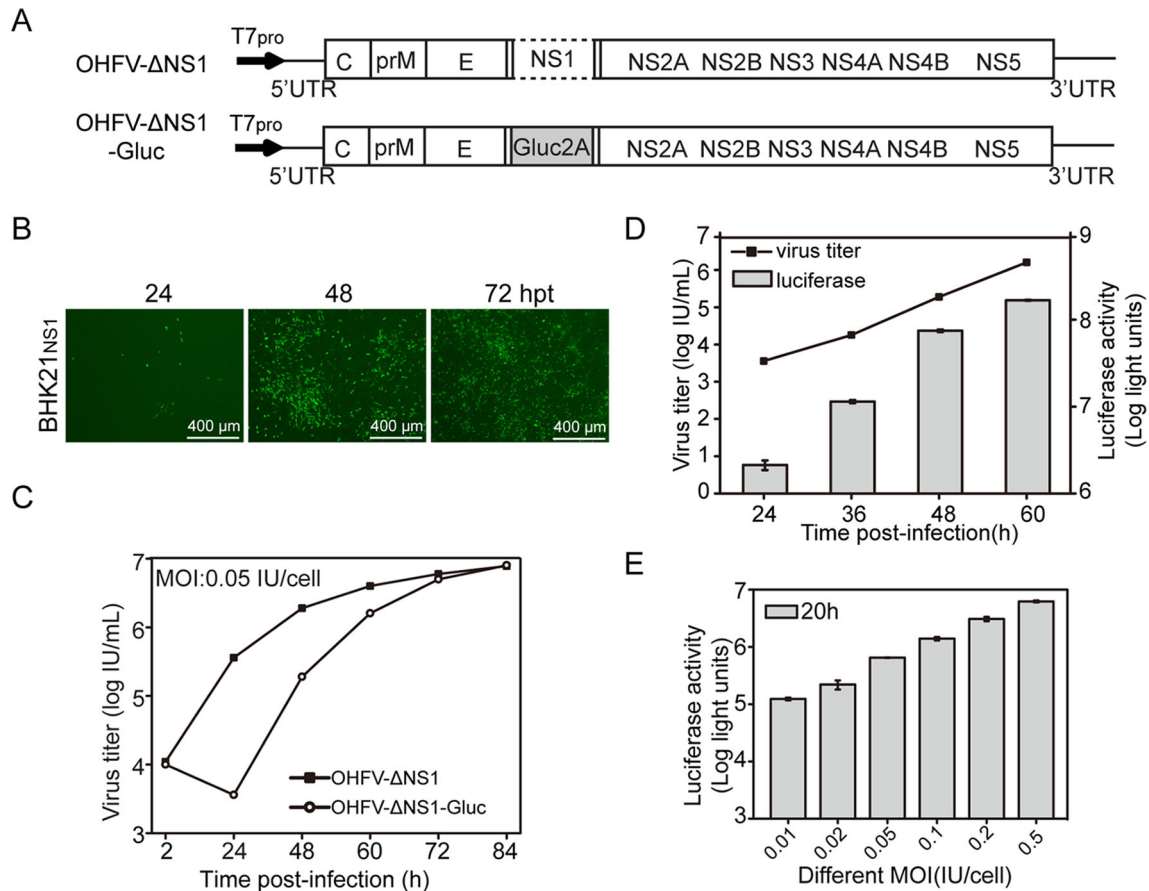 A
OHFV-ΔNS1
T7pro
C prM E NS1 NS2A NS2B NS3 NS4A NS4B NS5
5'UTR 3'UTR
OHFV-ΔNS1
-Gluc
T7pro
C prM E Gluc2A NS2A NS2B NS3 NS4A NS4B NS5
5'UTR 3'UTR
B
24 48 72 hpt
BHK21NS1
400 μm 400 μm 400 μm
C
MOI:0.05 IU/cell
Virus titer (log IU/mL)
7
6
5
4
3
OHFV-ΔNS1
OHFV-ΔNS1-Gluc
2 24 48 60 72 84
Time post-infection (h)
D
virus titer
luciferase
Virus titer (log IU/mL)
7
6
5
4
3
2
1
0
Luciferase activity
(Log light units)
9
8
7
6
24 36 48 60
Time post-infection(h)
E
20h
Luciferase activity
(Log light units)
7
6
5
4
3
0.01 0.02 0.05 0.1 0.2 0.5
Different MOI(IU/cell)